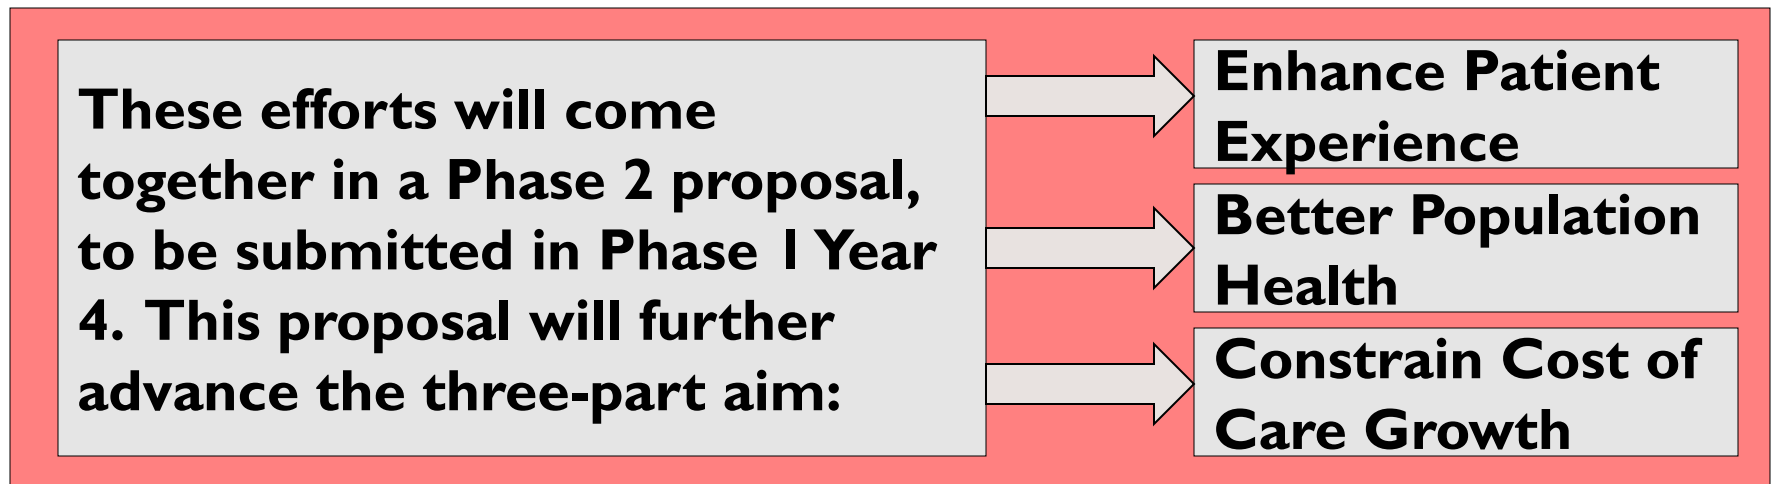 These efforts will come
together in a Phase 2 proposal,
to be submitted in Phase 1 Year
4. This proposal will further
advance the three-part aim:
Enhance Patient
Experience
Better Population
Health
Constrain Cost of
Care Growth